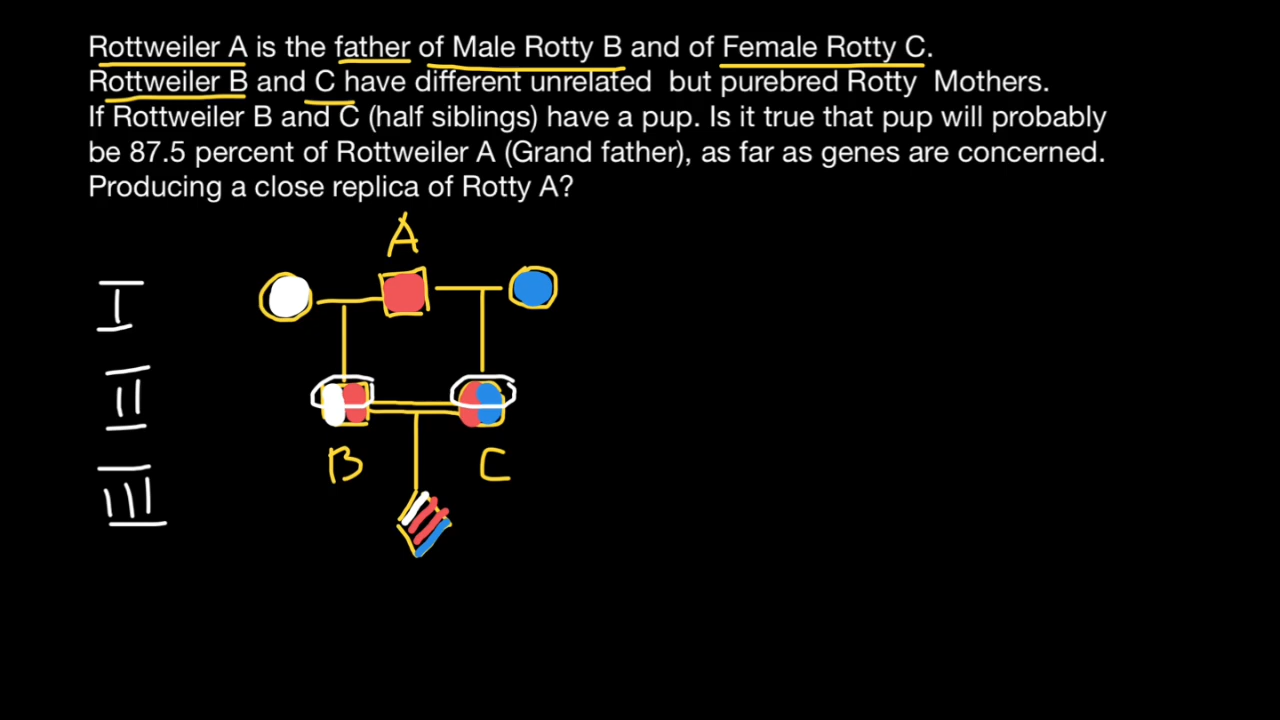 Rottweiler A is the father of Male Rotty B and of Female Rotty C.
Rottweiler B and C have different unrelated but purebred Rotty Mothers.
If Rottweiler B and C (half siblings) have a pup. Is it true that pup will probably
be 87.5 percent of Rottweiler A (Grand father), as far as genes are concerned.
Producing a close replica of Rotty A?
A
I
II
B C
III